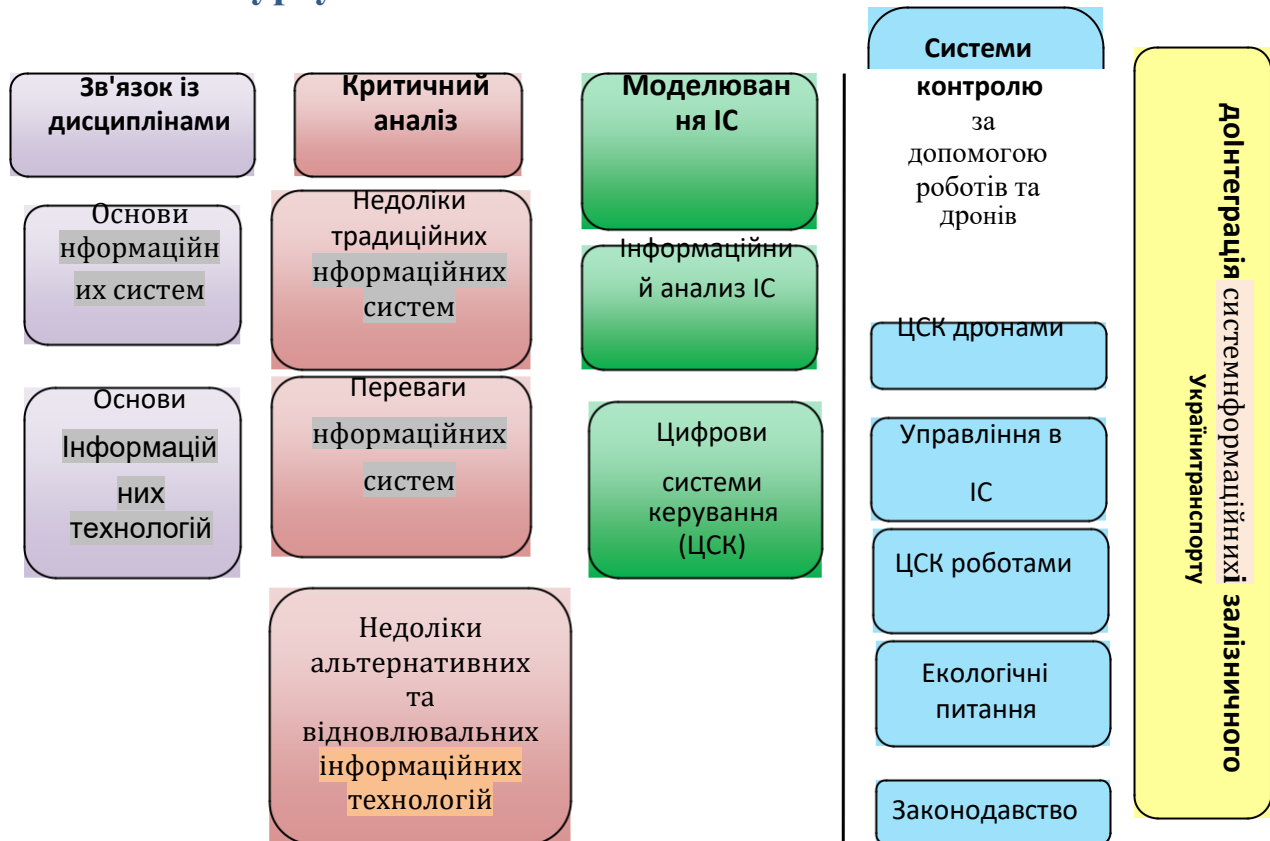 Зв'язок із
дисциплінами
Основи
нформаційн
их систем
Основи
Інформацій
них
технологій
Критичний
аналіз
Недоліки
традиційних
нформаційних
систем
Переваги
нформаційних
систем
Недоліки
альтернативних
та
відновлювальних
інформаційних
технологій
Моделюван
ня ІС
Інформаційни
й анализ ІС
Цифрови
системи
керування
(ЦСК)
Системи
контролю
за
допомогою
роботів та
дронів
ЦСК дронами
Управління в
ІС
ЦСК роботами
Екологічні
питання
Законодавство
доІнтеграція системнформаційнихі залізничного
Українитранспорту